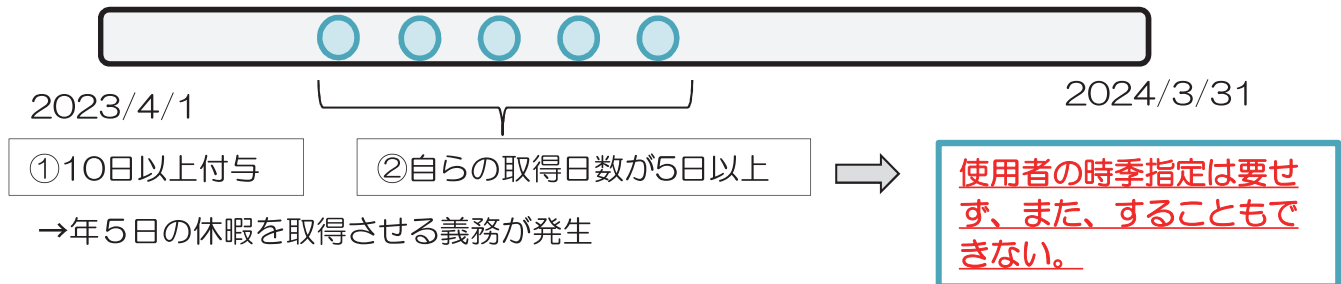 2023/4/1
2024/3/31
①10日以上付与
②自らの取得日数が5日以上
→年５日の休暇を取得させる義務が発生
使用者の時季指定は要せ
ず、また、することもで
きない。